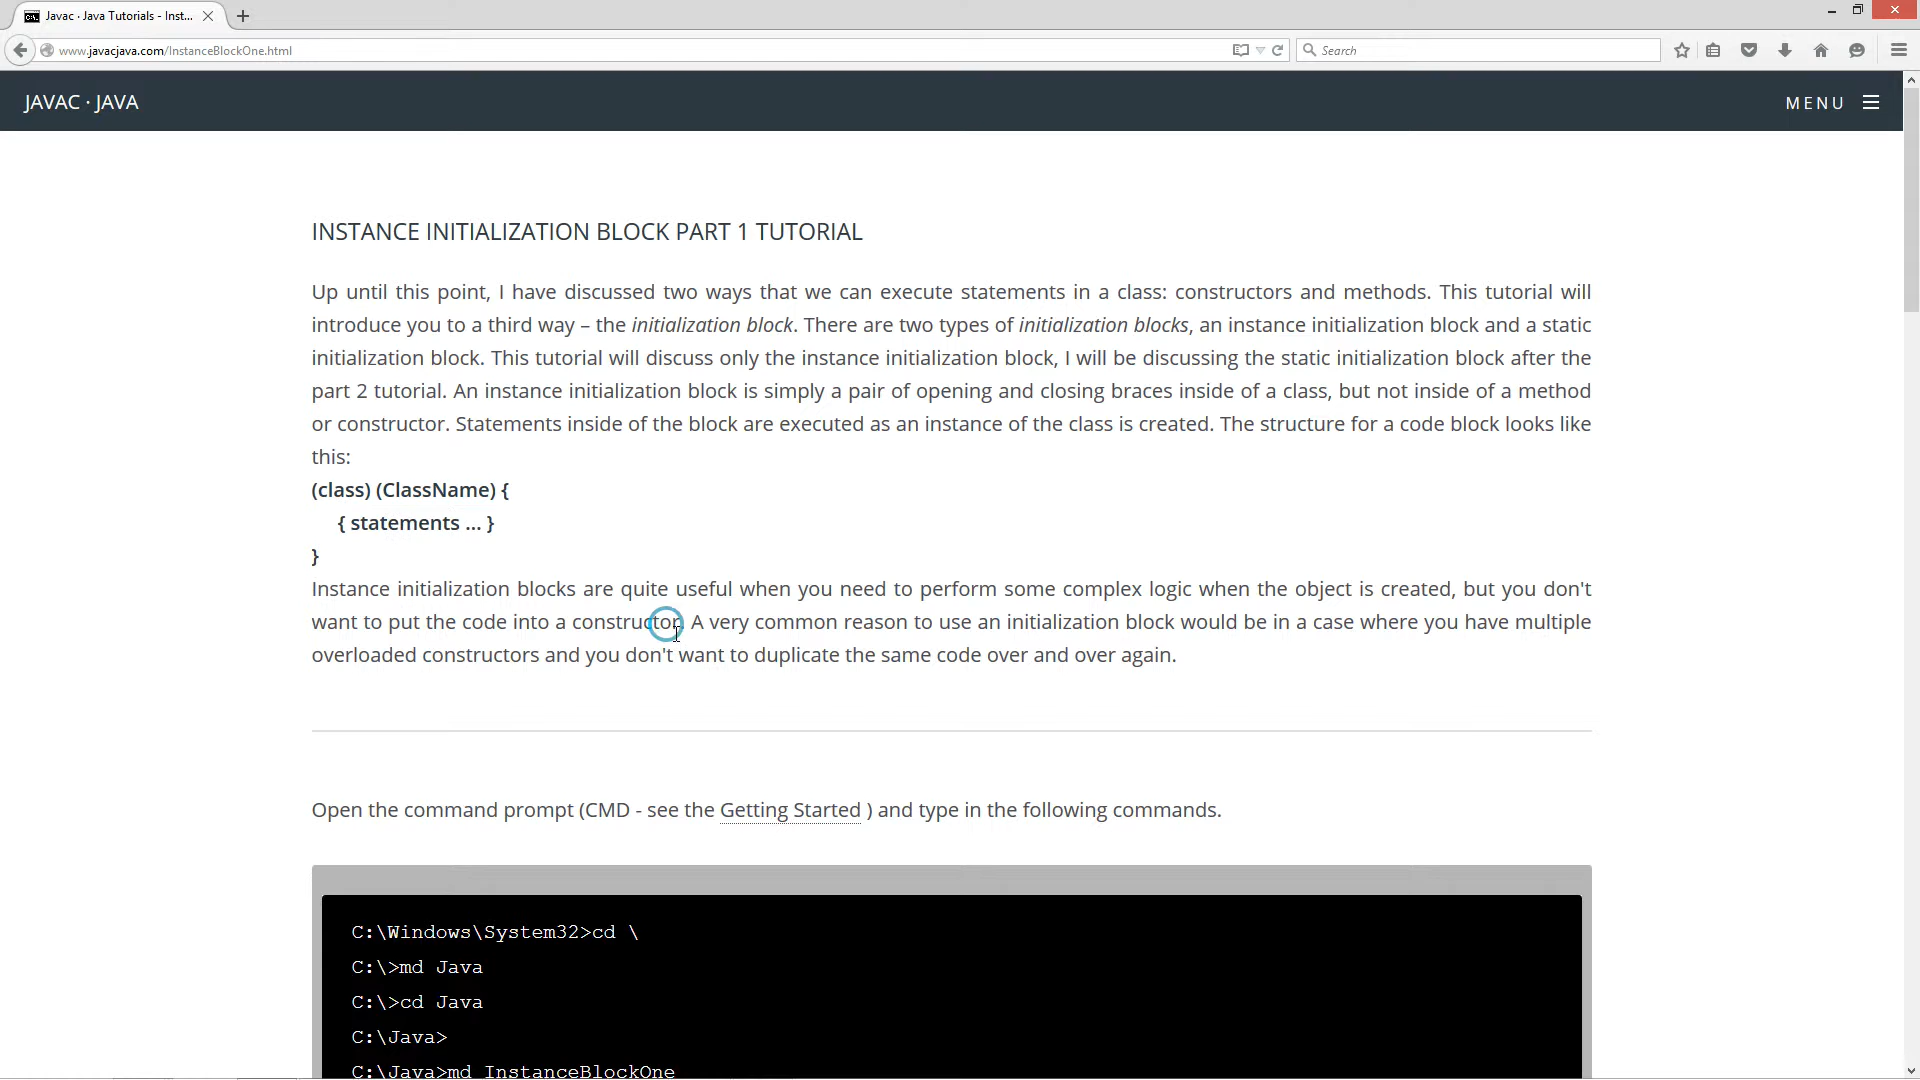 Javac · Java Tutorials - Inst...
www.javacjava.com/InstanceBlockOne.html
Search
JAVAC · JAVA
MENU
INSTANCE INITIALIZATION BLOCK PART 1 TUTORIAL
Up until this point, I have discussed two ways that we can execute statements in a class: constructors and methods. This tutorial will
introduce you to a third way – the initialization block. There are two types of initialization blocks, an instance initialization block and a static
initialization block. This tutorial will discuss only the instance initialization block, I will be discussing the static initialization block after the
part 2 tutorial. An instance initialization block is simply a pair of opening and closing braces inside of a class, but not inside of a method
or constructor. Statements inside of the block are executed as an instance of the class is created. The structure for a code block looks like
this:
(class) (ClassName) {
{ statements ... }
}
Instance initialization blocks are quite useful when you need to perform some complex logic when the object is created, but you don't
want to put the code into a constructor. A very common reason to use an initialization block would be in a case where you have multiple
overloaded constructors and you don't want to duplicate the same code over and over again.
Open the command prompt (CMD - see the Getting Started ) and type in the following commands.
C:\Windows\System32>cd \
C:\>md Java
C:\>cd Java
C:\Java>
C:\Java>md InstanceBlockOne